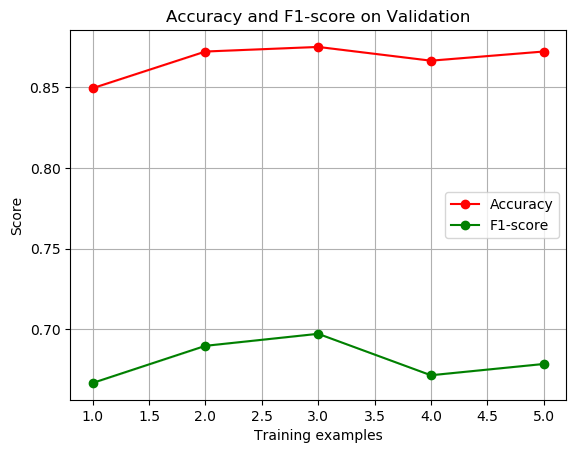 Accuracy and F1-score on Validation
0.85
0.80
0.75
0.70
Score
Accuracy
F1-score
1.0 1.5 2.0 2.5 3.0 3.5 4.0 4.5 5.0
Training examples